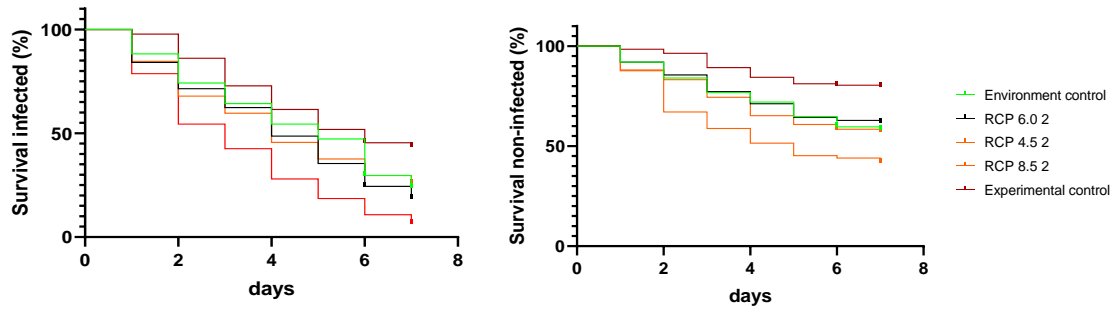 Survival infected (%)
100
50
0
0 2 4 6 8
days
Survival non-infected (%)
100
50
0
0 2 4 6 8
days
Environment control
RCP 6.0 2
RCP 4.5 2
RCP 8.5 2
Experimental control